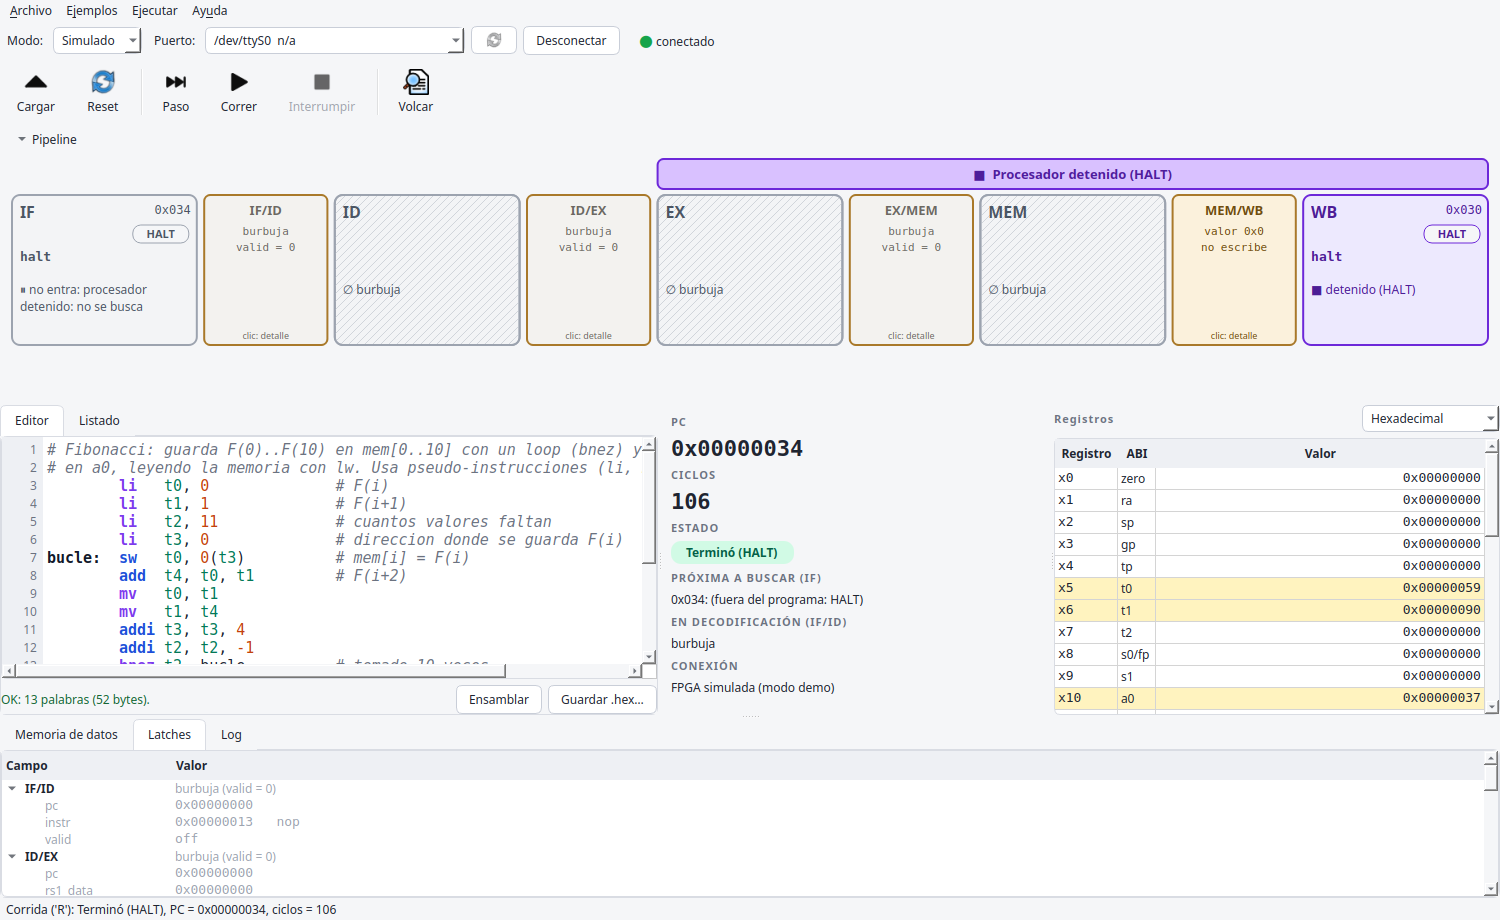 Archivo Ejemplos Ejecutar Ayuda
Modo: Simulado Puerto: /dev/ttyS0 n/a Desconectar conectado
Cargar Reset Paso Correr Interrumpir Volcar
Pipeline
Procesador detenido (HALT)
IF 0x034
HALT
halt
no entra: procesador
detenido: no se busca
IF/ID
burbuja
valid = 0
clic: detalle
ID
∅ burbuja
ID/EX
burbuja
valid = 0
clic: detalle
EX
∅ burbuja
EX/MEM
burbuja
valid = 0
clic: detalle
MEM
∅ burbuja
MEM/WB
valor 0x0
no escribe
clic: detalle
WB 0x030
HALT
halt
■ detenido (HALT)
Editor Listado
1 # Fibonacci: guarda F(0)..F(10) en mem[0..10] con un loop (bnez) y
2 # en a0, leyendo la memoria con lw. Usa pseudo-instrucciones (li,
3 li t0, 0 # F(i)
4 li t1, 1 # F(i+1)
5 li t2, 11 # cuantos valores faltan
6 li t3, 0 # direccion donde se guarda F(i)
7 bucle: sw t0, 0(t3) # mem[i] = F(i)
8 add t4, t0, t1 # F(i+2)
9 mv t0, t1
10 mv t1, t4
11 addi t3, t3, 4
12 addi t2, t2, -1
OK: 13 palabras (52 bytes). Ensamblar Guardar .hex...
PC
0x00000034
CICLOS
106
ESTADO
Terminó (HALT)
PRÓXIMA A BUSCAR (IF)
0x034: (fuera del programa: HALT)
EN DECODIFICACIÓN (IF/ID)
burbuja
CONEXIÓN
FPGA simulada (modo demo)
Registros Hexadecimal
Registro ABI Valor
x0 zero 0x00000000
x1 ra 0x00000000
x2 sp 0x00000000
x3 gp 0x00000000
x4 tp 0x00000000
x5 t0 0x00000059
x6 t1 0x00000090
x7 t2 0x00000000
x8 s0/fp 0x00000000
x9 s1 0x00000000
x10 a0 0x00000037
Memoria de datos Latches Log
Campo Valor
IF/ID burbuja (valid = 0)
pc 0x00000000
instr 0x00000013 nop
valid off
ID/EX burbuja (valid = 0)
pc 0x00000000
rs1_data 0x00000000
Corrida ('R'): Terminó (HALT), PC = 0x00000034, ciclos = 106